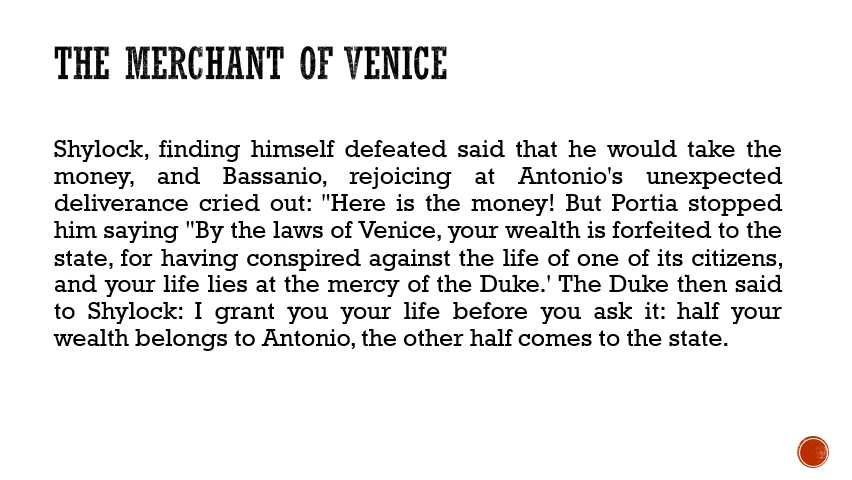 THE MERCHANT OF VENICE
Shylock, finding himself defeated said that he would take the
money, and Bassanio, rejoicing at Antonio's unexpected
deliverance cried out: "Here is the money! But Portia stopped
him saying "By the laws of Venice, your wealth is forfeited to the
state, for having conspired against the life of one of its citizens,
and your life lies at the mercy of the Duke.' The Duke then said
to Shylock: I grant you your life before you ask it: half your
wealth belongs to Antonio, the other half comes to the state.